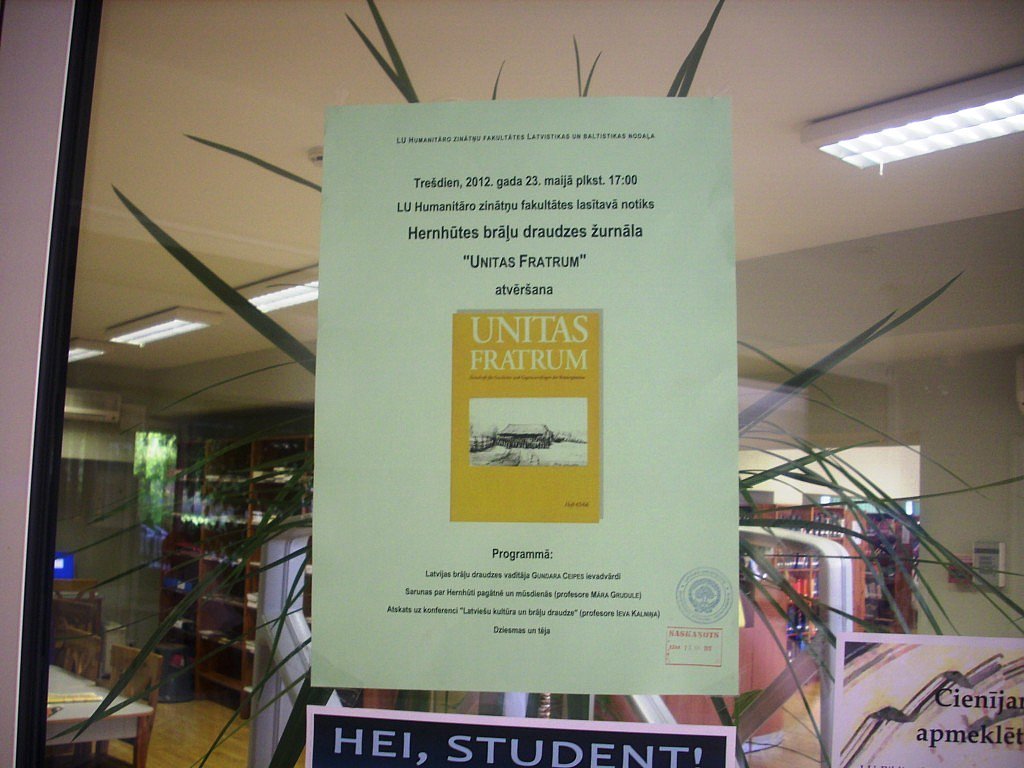 LU HUMANITĀRO ZINĀTŅU FAKULTĀTES LATVISTIKAS UN BALTISTIKAS NODAĻA
Trešdien, 2012. gada 23. maijā plkst. 17:00
LU Humanitāro zinātņu fakultātes lasītavā notiks
Hernhūtes brāļu draudzes žurnāla
"UNITAS FRATRUM"
atvēršana
UNITAS
FRATRUM
Programmā:
Latvijas brāļu draudzes vadītāja GUNDARA CEIPES ievadvārdi
Sarunas par Hernhūti pagātnē un mūsdienās (profesore MĀRA GRUDULE)
Atskats uz konferenci "Latviešu kultūra un brāļu draudze" (profesore IEVA KALNIŅA)
Dziesmas un tēja
SASKAŅOTS
HEI, STUDENT!
Cienījam
apmeklēt